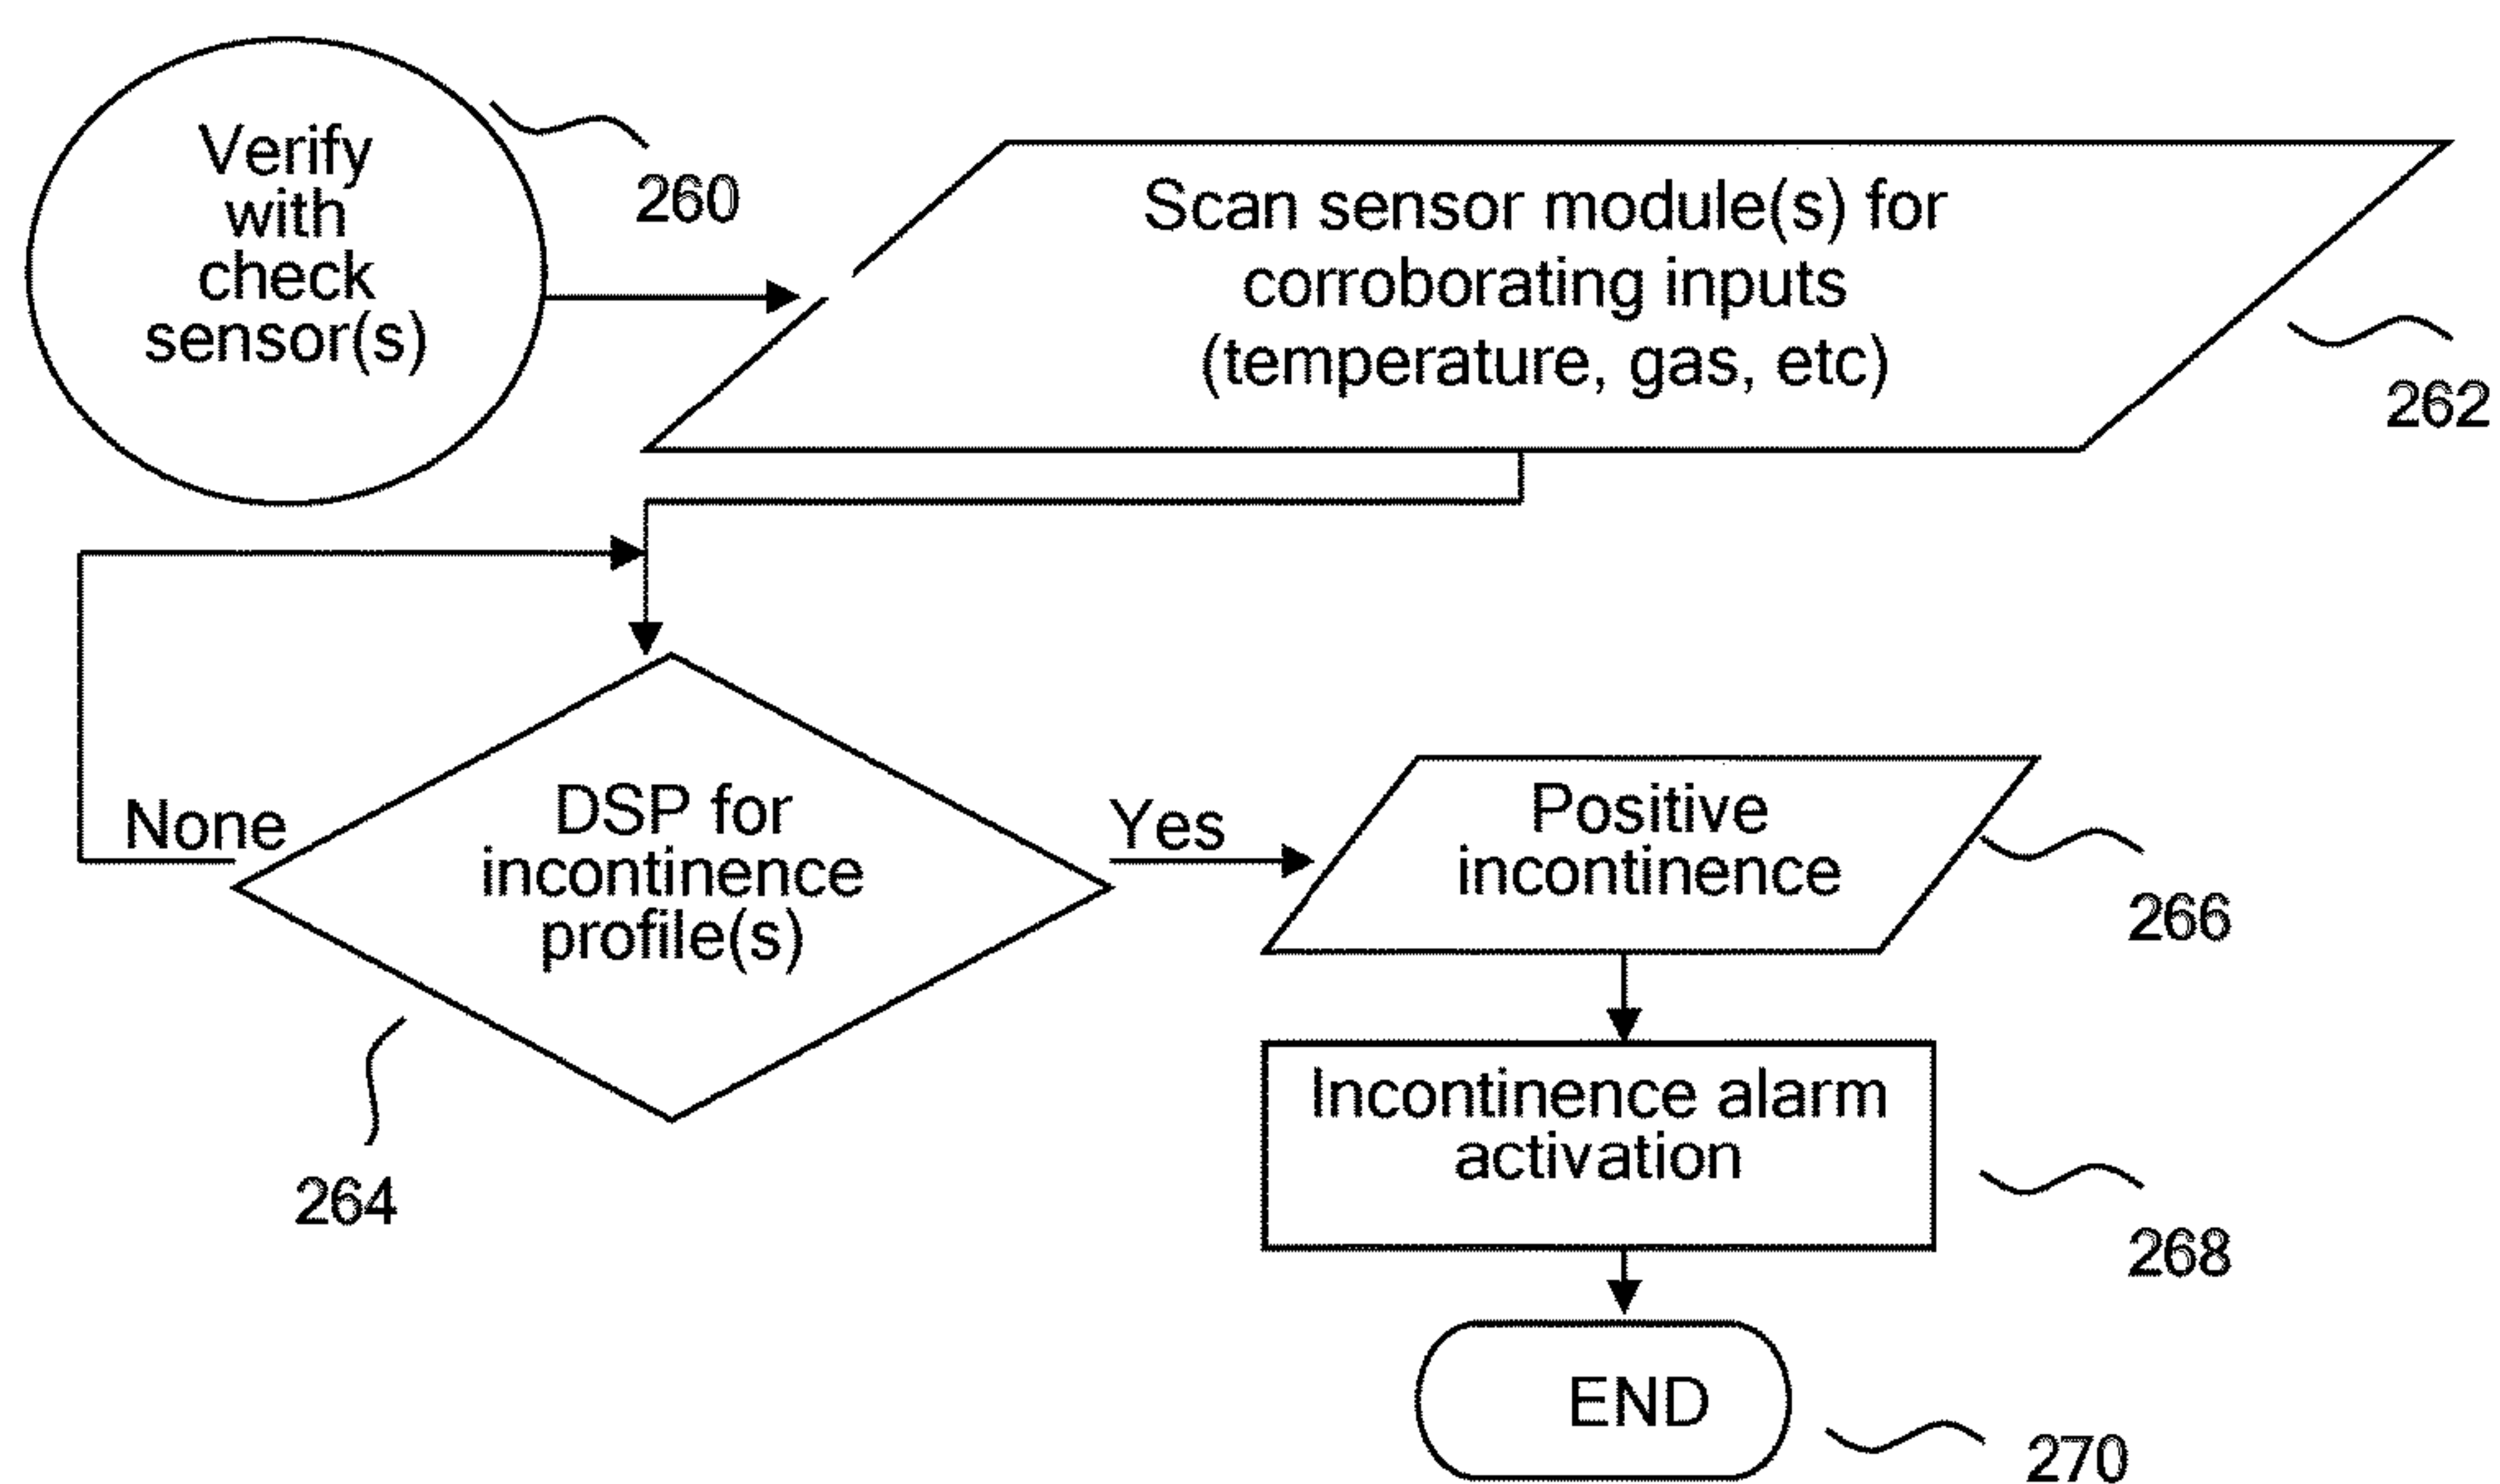 Verify
with
check
sensor(s)
260
Scan sensor module(s) for
corroborating inputs
(temperature, gas, etc)
262
None
DSP for
incontinence
profile(s)
264
Yes
Positive
incontinence
266
Incontinence alarm
activation
268
END
270